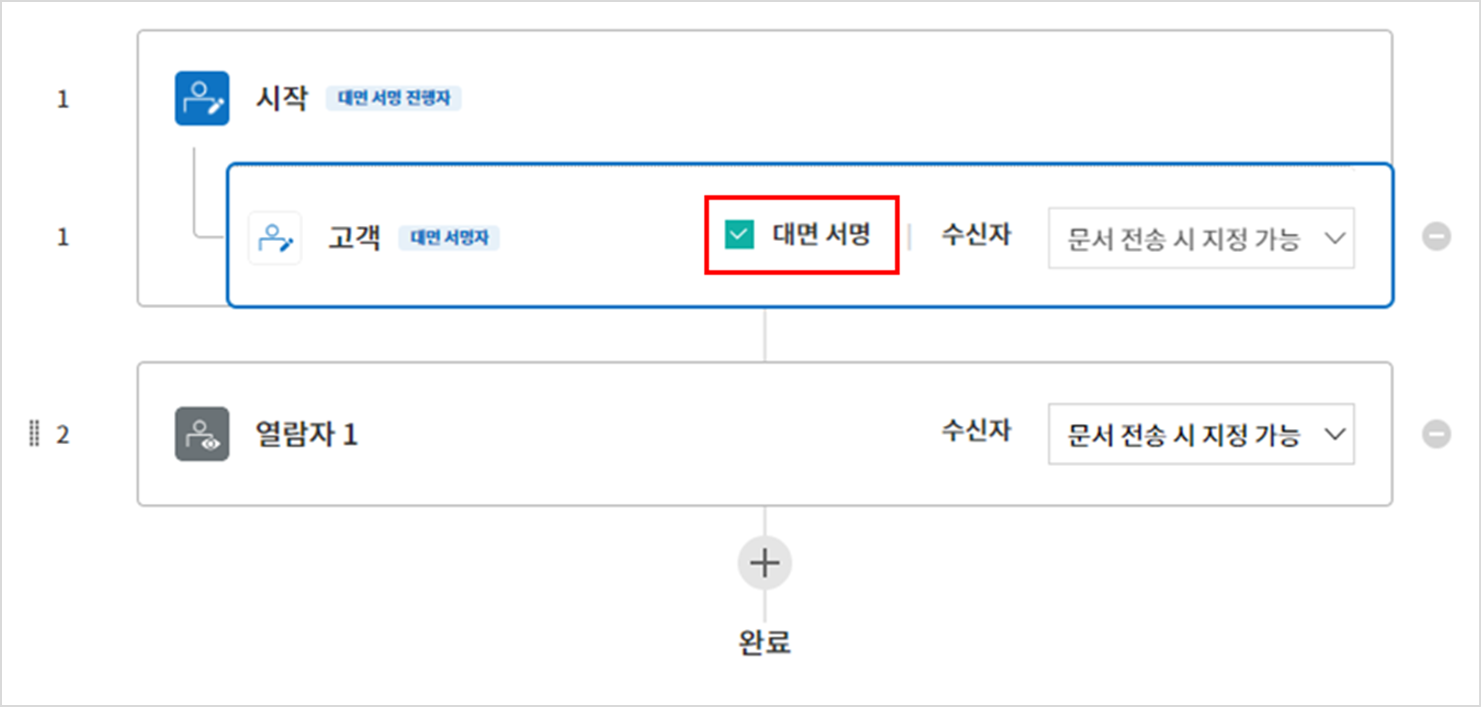 1 시작 대면 서명 진행자
1 고객 대면 서명자 대면 서명 수신자 문서 전송 시 지정 가능
2 열람자 1 수신자 문서 전송 시 지정 가능
완료